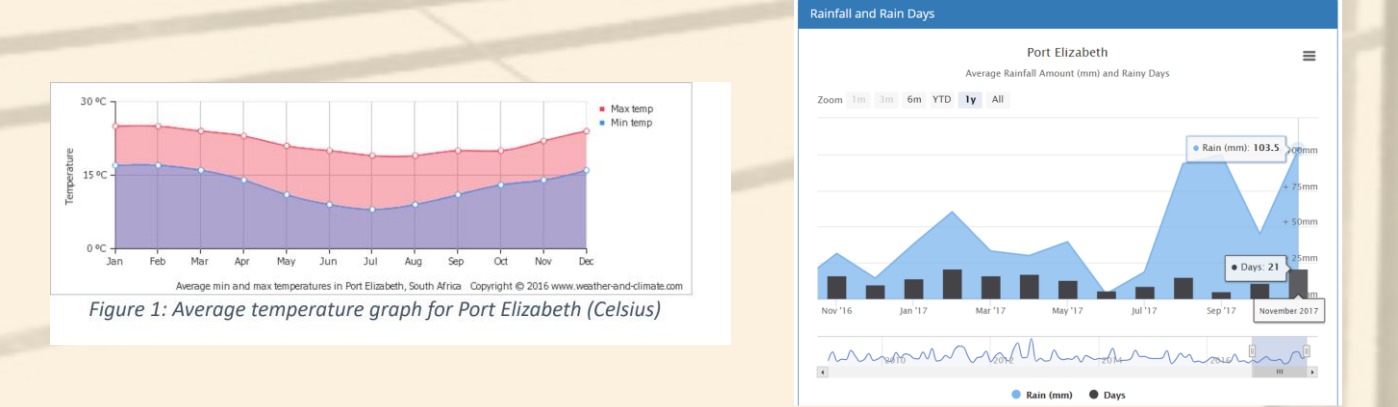 30 ºC
15 ºC
0 ºC
Temperature
Jan Feb Mar Apr May Jun Jul Aug Sep Oct Nov Dec
Max temp
Min temp
Average min and max temperatures in Port Elizabeth, South Africa Copyright © 2016 www.weather-and-climate.com
Figure 1: Average temperature graph for Port Elizabeth (Celsius)
Rainfall and Rain Days
Port Elizabeth
Average Rainfall Amount (mm) and Rainy Days
Zoom 1m 3m 6m YTD 1y All
Rain (mm): 103.5
+ 75mm
+ 50mm
25mm
Days: 21
Nov '16 Jan '17 Mar '17 May '17 Jul '17 Sep '17 November 2017
2010 2012 2014 2016
Rain (mm) Days